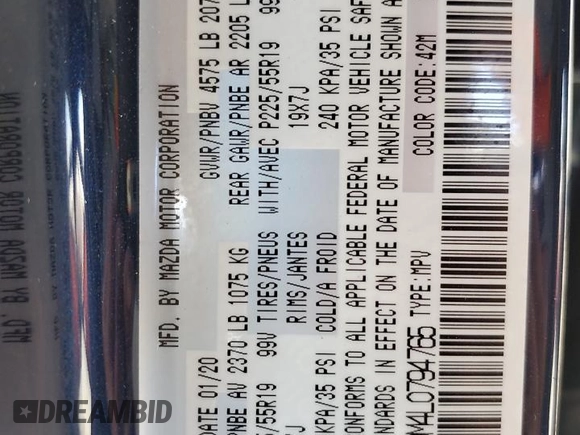 MFD. BY MAZDA MOTOR CORPORATION
DATE 01/20 GVWR/PNBV 4575 LB 207
PNBE AV 2370 LB 1075 KG REAR GAWR/PNBE AR 2205 L
/55R19 99V TIRES/PNEUS WITH/AVEC P225/55R19 99
7J RIMS/JANTES 19X7J
KPA/35 PSI COLD/A FROID 240 KPA/35 PSI
ONFORMS TO ALL APPLICABLE FEDERAL MOTOR VEHICLE SAF
NDARDS IN EFFECT ON THE DATE OF MANUFACTURE SHOWN A
M4L0794765 TYPE:MPV COLOR CODE:42M
DREAMBID